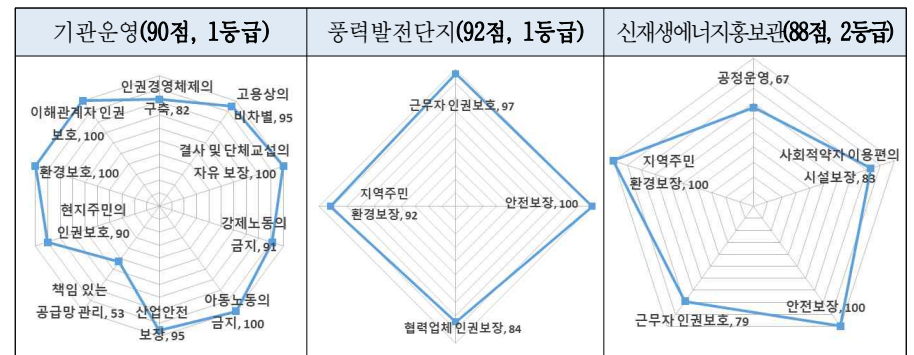 기관운영(90점, 1등급)
풍력발전단지(92점, 1등급)
신재생에너지홍보관(88점, 2등급)
인권경영체제의
구축, 82
고용상의
비차별, 95
결사 및 단체교섭의
자유 보장, 100
강제노동의
금지, 91
아동노동의
금지, 100
산업안전
보장, 95
책임 있는
공급망 관리, 53
현지주민의
인권보호, 90
환경보호, 100
이해관계자 인권
보호, 100
근무자 인권보호, 97
안전보장, 100
협력업체 인권보장, 84
지역주민
환경보장, 92
공정운영, 67
사회적약자 이용편의
시설보장, 83
안전보장, 100
근무자 인권보호, 79
지역주민
환경보장, 100